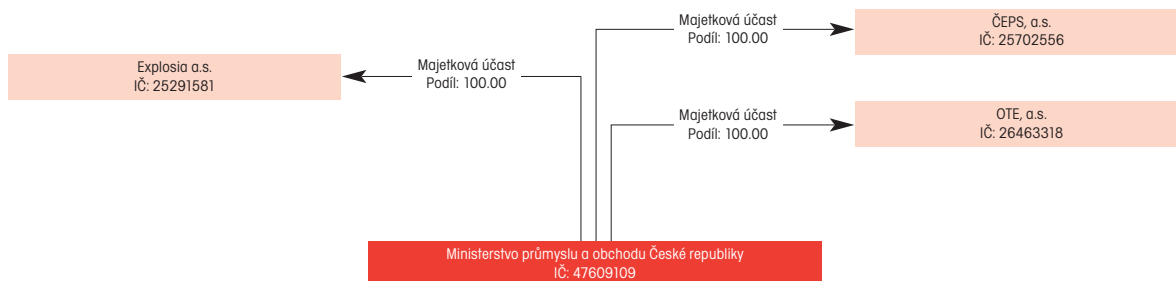 Majetková účast
Podíl: 100.00
ČEPS, a.s.
IČ: 25702556
Explosia a.s.
IČ: 25291581
Majetková účast
Podíl: 100.00
Majetková účast
Podíl: 100.00
OTE, a.s.
IČ: 26463318
Ministerstvo průmyslu a obchodu České republiky
IČ: 47609109